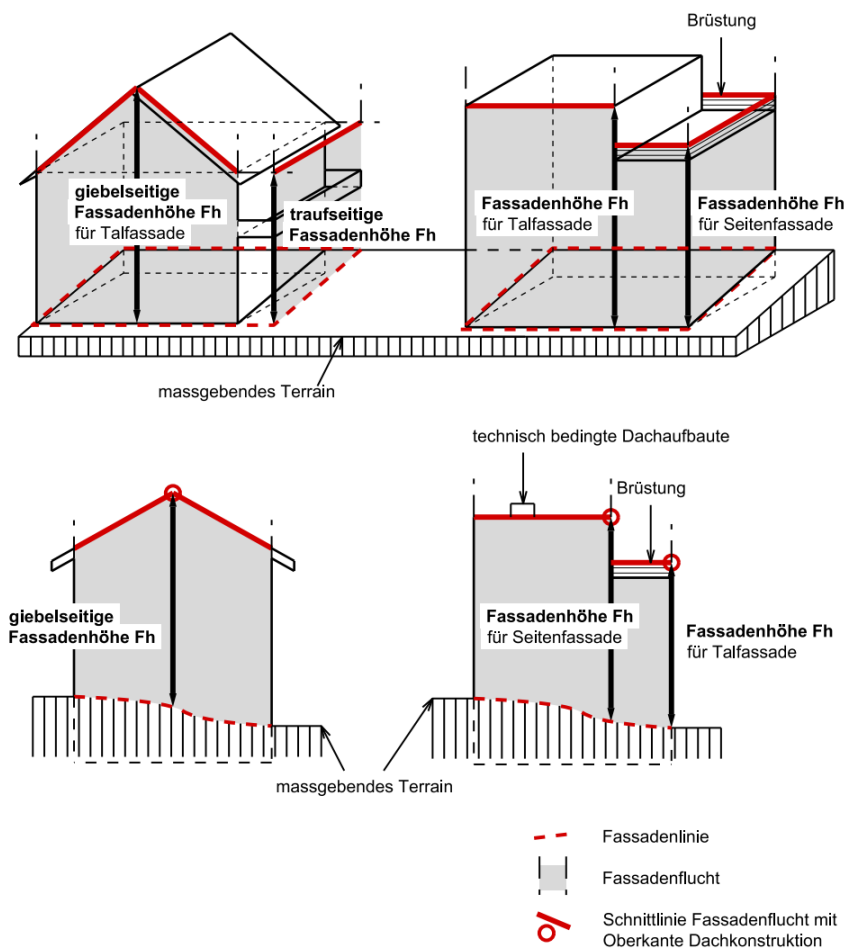 Brüstung
giebelseitige
Fassadenhöhe Fh
für Talfassade
traufseitige
Fassadenhöhe Fh
Fassadenhöhe Fh
für Talfassade
Fassadenhöhe Fh
für Seitenfassade
massgebendes Terrain
technisch bedingte Dachaufbaute
Brüstung
giebelseitige
Fassadenhöhe Fh
Fassadenhöhe Fh
für Seitenfassade
Fassadenhöhe Fh
für Talfassade
massgebendes Terrain
Fassadenlinie
Fassadenflucht
Schnittlinie Fassadenflucht mit
Oberkante Dachkonstruktion